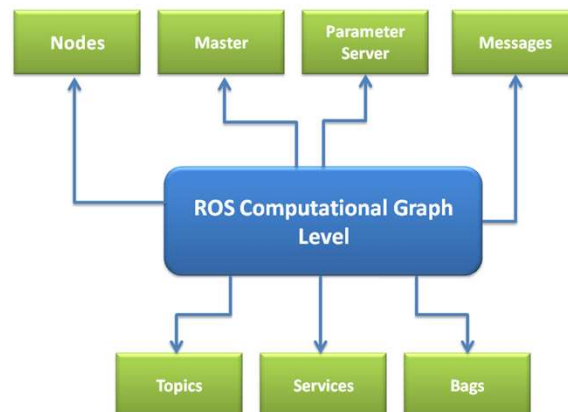 Nodes
Master
Parameter
Server
Messages
ROS Computational Graph
Level
Topics
Services
Bags